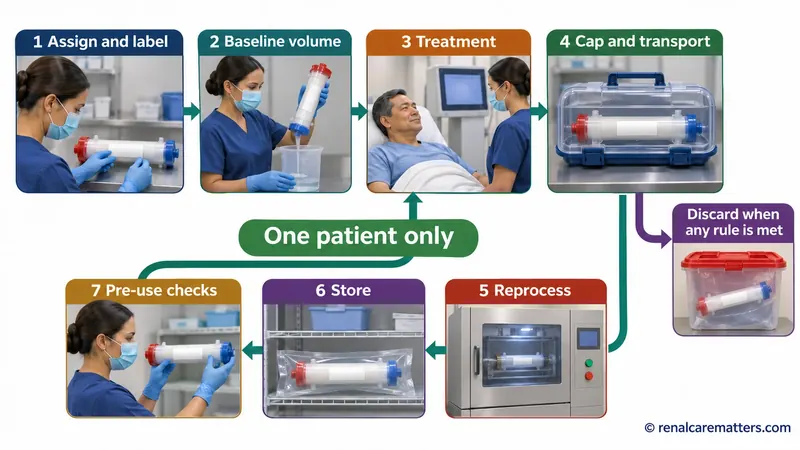 1 Assign and label
2 Baseline volume
3 Treatment
4 Cap and transport
Discard when
any rule is met
One patient only
7 Pre-use checks
6 Store
5 Reprocess
© renalcarematters.com